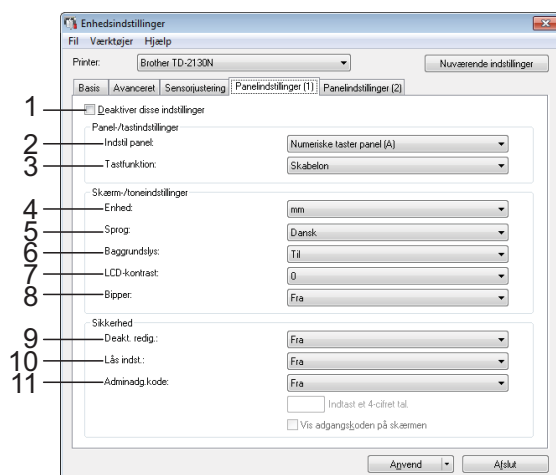 Enhedsindstillinger
Fil Værktøjer Hjælp
Printer: Brother TD-2130N Nuværende indstillinger
Basis Avanceret Sensorjustering Panelindstillinger (1) Panelindstillinger (2)
1 Deaktiver disse indstillinger
Panel-/tastindstillinger
2 Indstil panel: Numeriske taster panel (A)
3 Tastfunktion: Skabelon
Skærm-/toneindstillinger
4 Enhed: mm
5 Sprog: Dansk
6 Baggrundslys: Til
7 LCD-kontrast: 0
8 Bipper: Fra
Sikkerhed
9 Deakt. redig.: Fra
10 Lås indst.: Fra
11 Adminadg.kode: Fra
Indtast et 4-cifret tal.
Vis adgangskoden på skærmen
Anvend Afslut